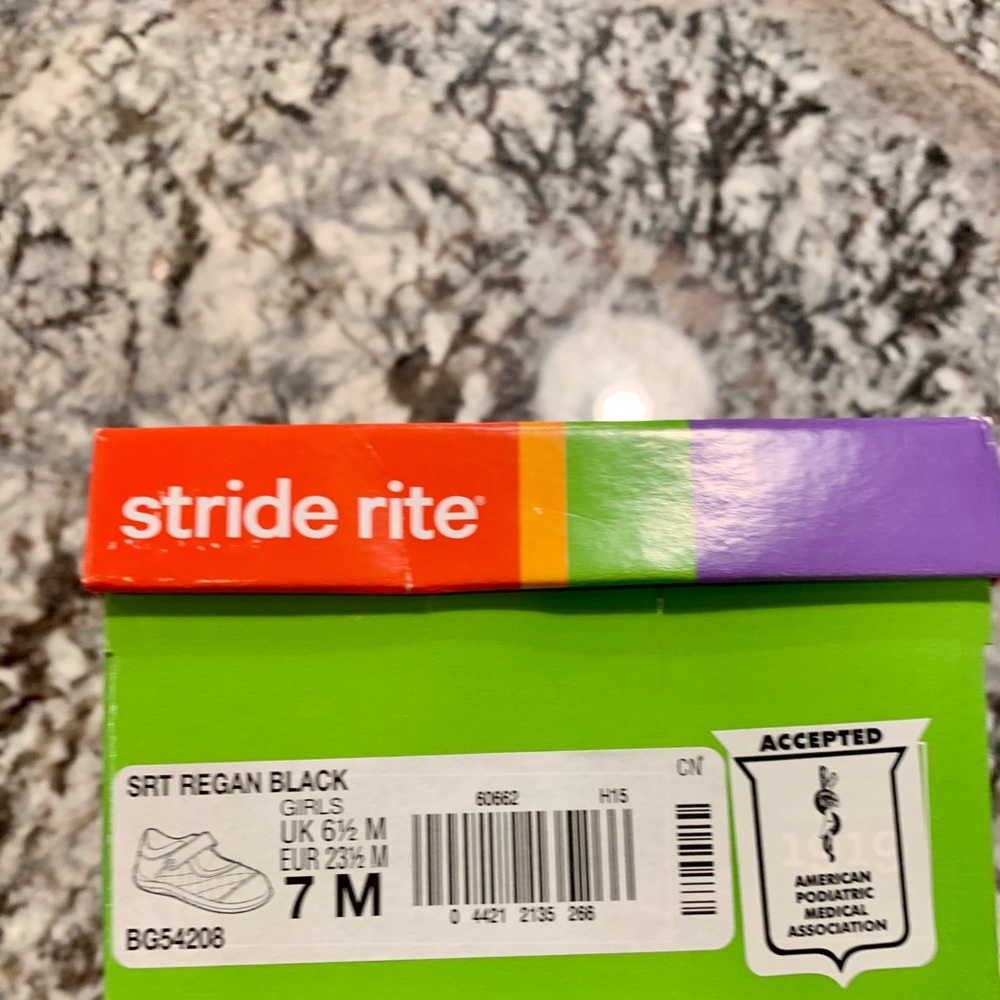 stride rite
SRT REGAN BLACK
GIRLS
UK 6½ M
EUR 23½ M
7 M
BG54208
60662 H15
0 4421 2135 266
CN
ACCEPTED
AMERICAN
PODIATRIC
MEDICAL
ASSOCIATION